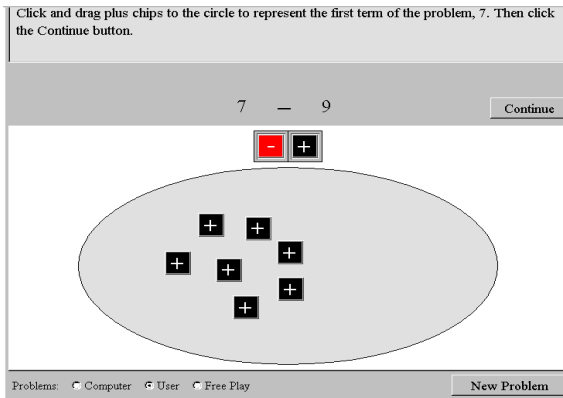 Click and drag plus chips to the circle to represent the first term of the problem, 7. Then click
the Continue button.
7 – 9
Continue
- +
+ +
+
+ +
+
+
Problems: Computer User Free Play
New Problem